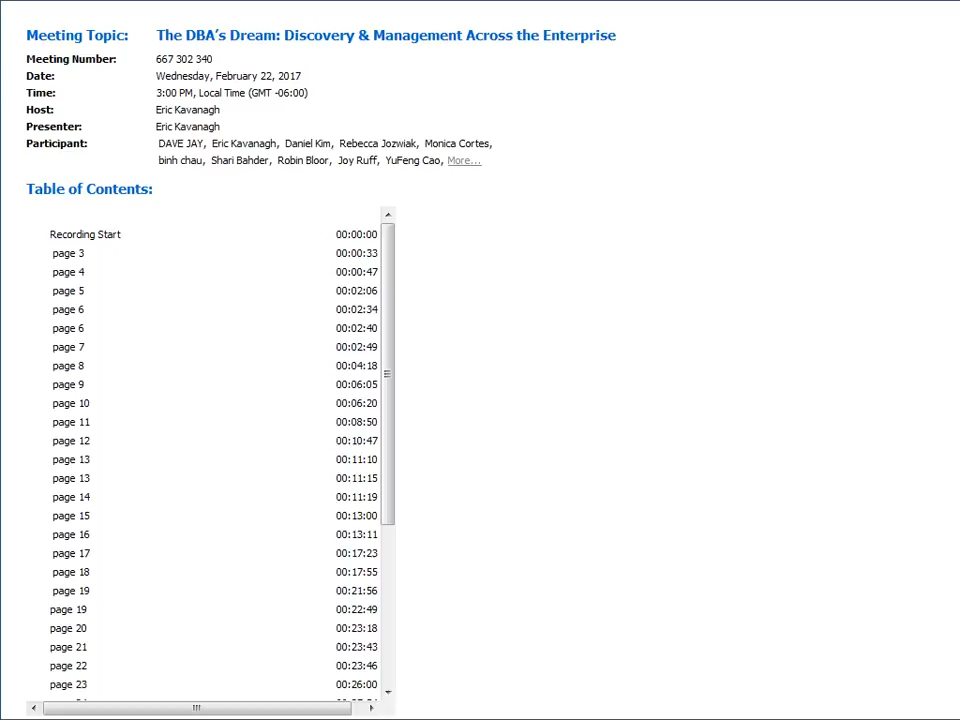 Meeting Topic: The DBA’s Dream: Discovery & Management Across the Enterprise
Meeting Number: 667 302 340
Date: Wednesday, February 22, 2017
Time: 3:00 PM, Local Time (GMT -06:00)
Host: Eric Kavanagh
Presenter: Eric Kavanagh
Participant: DAVE JAY, Eric Kavanagh, Daniel Kim, Rebecca Jozwiak, Monica Cortes,
binh chau, Shari Bahder, Robin Bloor, Joy Ruff, YuFeng Cao, More...
Table of Contents:
Recording Start 00:00:00
page 3 00:00:33
page 4 00:00:47
page 5 00:02:06
page 6 00:02:34
page 6 00:02:40
page 7 00:02:49
page 8 00:04:18
page 9 00:06:05
page 10 00:06:20
page 11 00:08:50
page 12 00:10:47
page 13 00:11:10
page 13 00:11:15
page 14 00:11:19
page 15 00:13:00
page 16 00:13:11
page 17 00:17:23
page 18 00:17:55
page 19 00:21:56
page 19 00:22:49
page 20 00:23:18
page 21 00:23:43
page 22 00:23:46
page 23 00:26:00